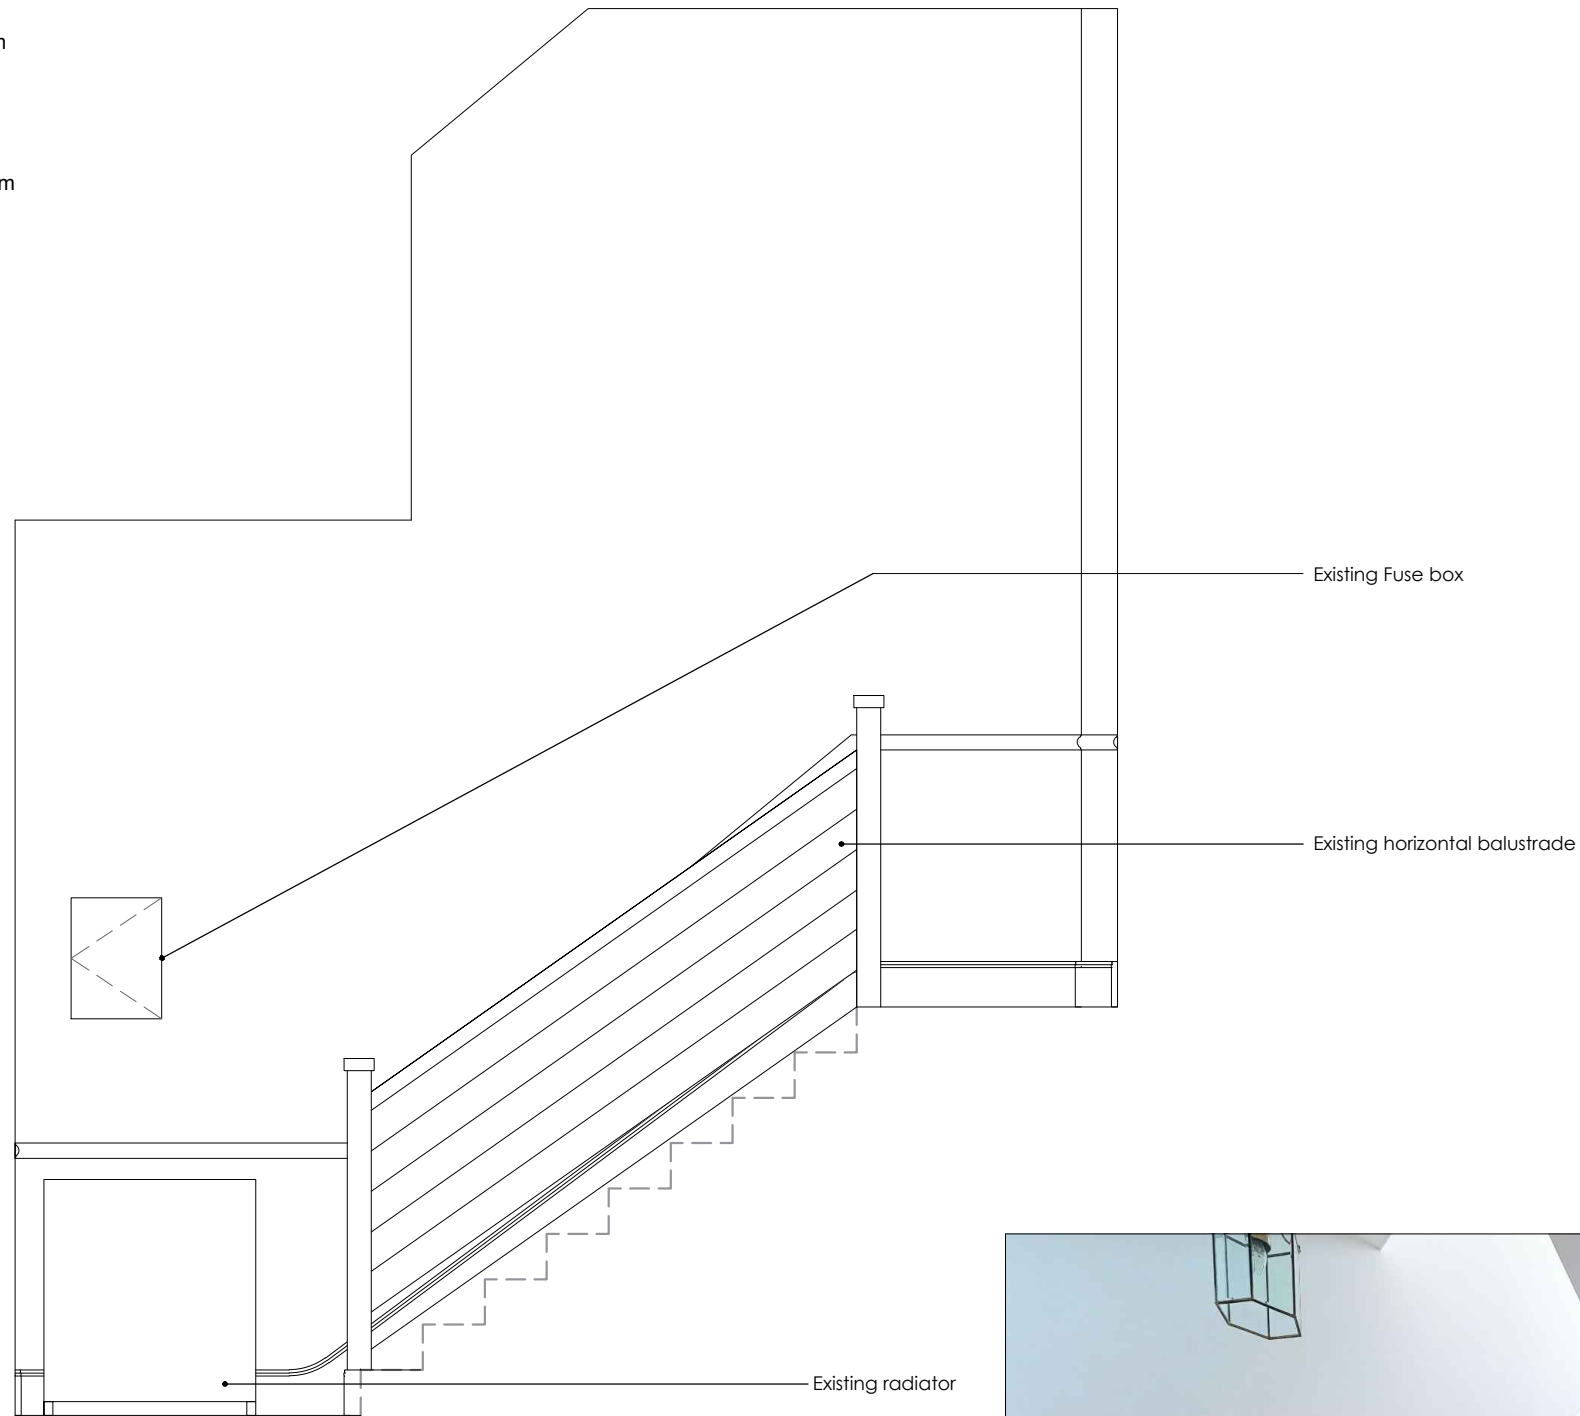 m
Existing Fuse box
Existing horizontal balustrade
Existing radiator